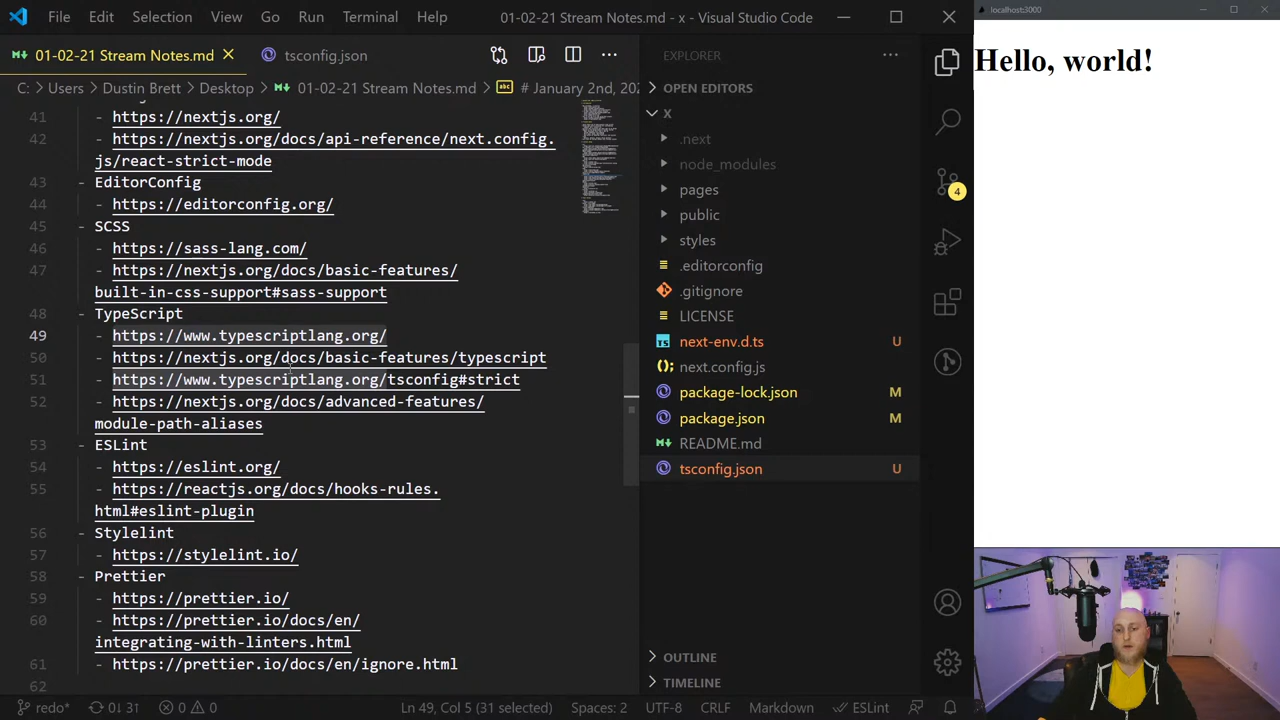 File Edit Selection View Go Run Terminal Help 01-02-21 Stream Notes.md - x - Visual Studio Code
localhost:3000
01-02-21 Stream Notes.md tsconfig.json
C: Users Dustin Brett Desktop 01-02-21 Stream Notes.md # January 2nd, 202
41 - https://nextjs.org/
42 - https://nextjs.org/docs/api-reference/next.config.
js/react-strict-mode
43 - EditorConfig
44 - https://editorconfig.org/
45 - SCSS
46 - https://sass-lang.com/
47 - https://nextjs.org/docs/basic-features/
built-in-css-support#sass-support
48 - TypeScript
49 - https://www.typescriptlang.org/
50 - https://nextjs.org/docs/basic-features/typescript
51 - https://www.typescriptlang.org/tsconfig#strict
52 - https://nextjs.org/docs/advanced-features/
module-path-aliases
53 - ESLint
54 - https://eslint.org/
55 - https://reactjs.org/docs/hooks-rules.
html#eslint-plugin
56 - Stylelint
57 - https://stylelint.io/
58 - Prettier
59 - https://prettier.io/
60 - https://prettier.io/docs/en/
integrating-with-linters.html
61 - https://prettier.io/docs/en/ignore.html
62
EXPLORER
OPEN EDITORS
X
.next
node_modules
pages
public
styles
.editorconfig
.gitignore
LICENSE
TS next-env.d.ts U
next.config.js
package-lock.json M
package.json M
README.md
tsconfig.json U
OUTLINE
TIMELINE
4
Hello, world!
redo* 0↓ 31↑ 0 0 Ln 49, Col 5 (31 selected) Spaces: 2 UTF-8 CRLF Markdown ESLint